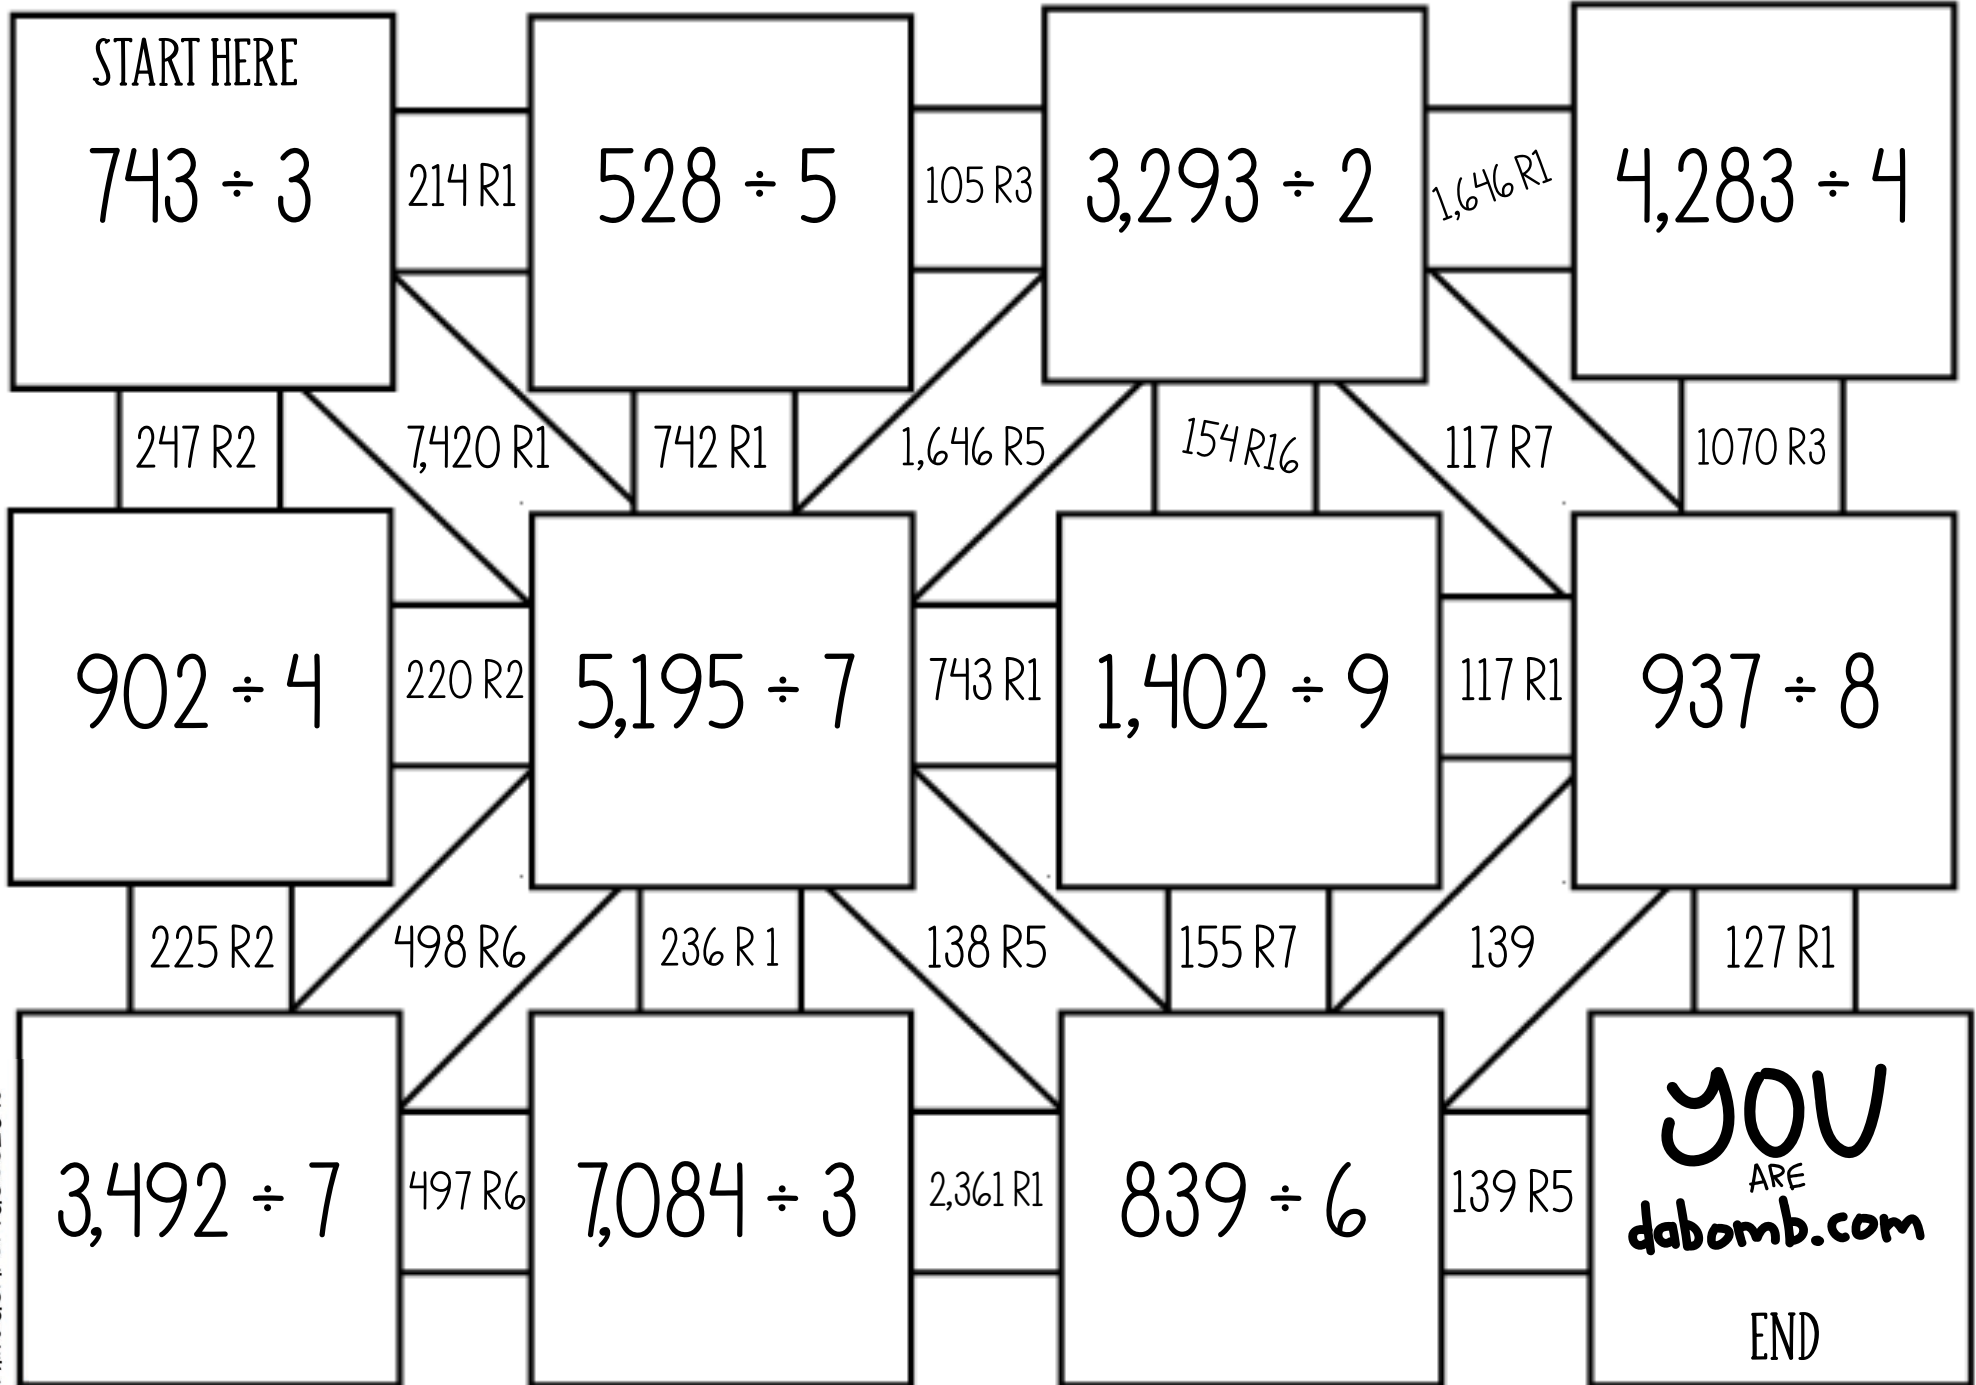 START HERE
743 ÷ 3
214 R1
528 ÷ 5
105 R3
3,293 ÷ 2
1,646 R1
4,283 ÷ 4
247 R2
7,420 R1
742 R1
1,646 R5
154 R16
117 R7
1070 R3
902 ÷ 4
220 R2
5,195 ÷ 7
743 R1
1,402 ÷ 9
117 R1
937 ÷ 8
225 R2
498 R6
236 R 1
138 R5
155 R7
139
127 R1
3,492 ÷ 7
497 R6
7,084 ÷ 3
2,361 R1
839 ÷ 6
139 R5
YOU
ARE
dabomb.com
END